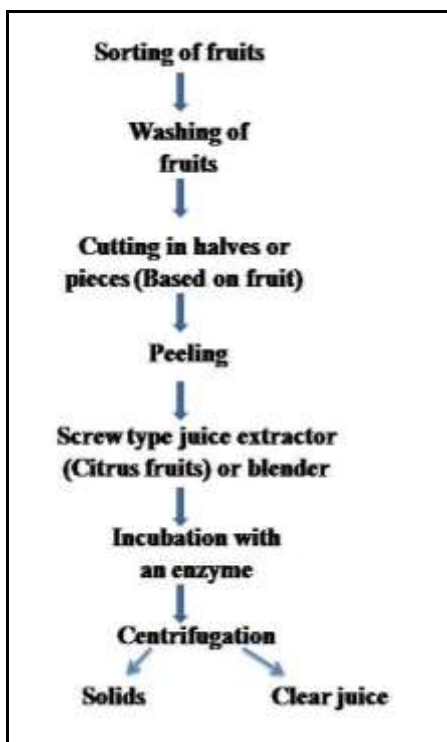 Sorting of fruits
Washing of
fruits
Cutting in halves or
pieces (Based on fruit)
Peeling
Screw type juice extractor
(Citrus fruits) or blender
Incubation with
an enzyme
Centrifugation
Solids
Clear juice